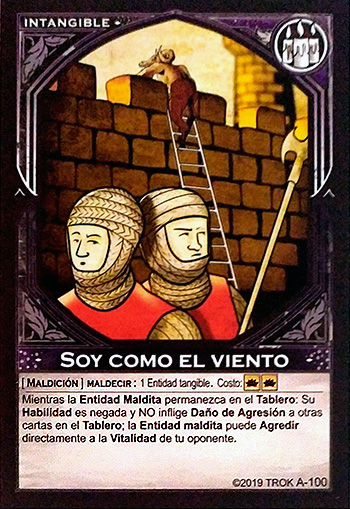 INTANGIBLE
SOY COMO EL VIENTO
[ MALDICIÓN ] MALDECIR: 1 Entidad tangible. Costo:
Mientras la Entidad Maldita permanezca en el Tablero: Su
Habilidad es negada y NO inflige Daño de Agresión a otras
cartas en el Tablero; la Entidad maldita puede Agredir
directamente a la Vitalidad de tu oponente.
©2019 TROK A-100